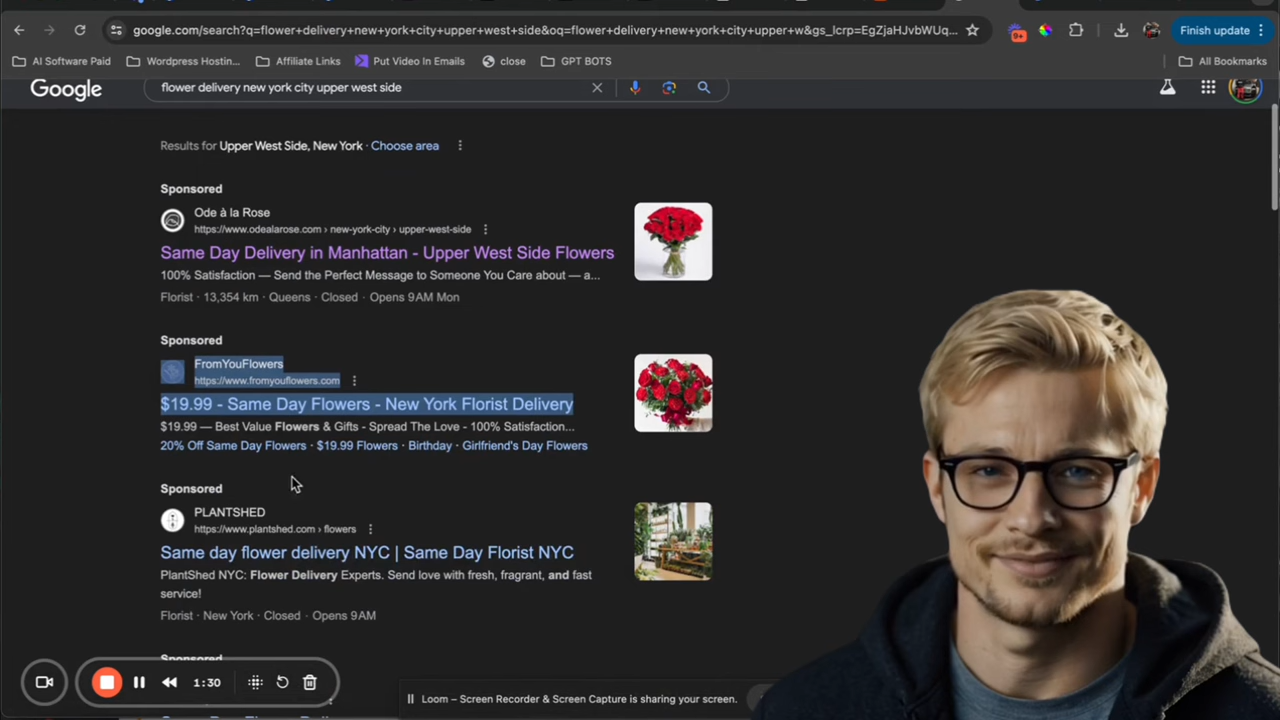 google.com/search?q=flower+delivery+new+york+city+upper+west+side&oq=flower+delivery+new+york+city+upper+w&gs_lcrp=EgZjaHJvbWUq...
9+
Finish update
AI Software Paid
Wordpress Hostin...
Affiliate Links
Put Video In Emails
close
GPT BOTS
All Bookmarks
Google
flower delivery new york city upper west side
Results for Upper West Side, New York · Choose area
Sponsored
Ode à la Rose
https://www.odealarose.com › new-york-city › upper-west-side
Same Day Delivery in Manhattan - Upper West Side Flowers
100% Satisfaction — Send the Perfect Message to Someone You Care about — a...
Florist · 13,354 km · Queens · Closed · Opens 9 AM Mon
Sponsored
FromYouFlowers
https://www.fromyouflowers.com
$19.99 - Same Day Flowers - New York Florist Delivery
$19.99 — Best Value Flowers & Gifts - Spread The Love - 100% Satisfaction...
20% Off Same Day Flowers · $19.99 Flowers · Birthday · Girlfriend's Day Flowers
Sponsored
PLANTSHED
https://www.plantshed.com › flowers
Same day flower delivery NYC | Same Day Florist NYC
PlantShed NYC: Flower Delivery Experts. Send love with fresh, fragrant, and fast
service!
Florist · New York · Closed · Opens 9 AM
Sponsored
1:30
Loom – Screen Recorder & Screen Capture is sharing your screen.